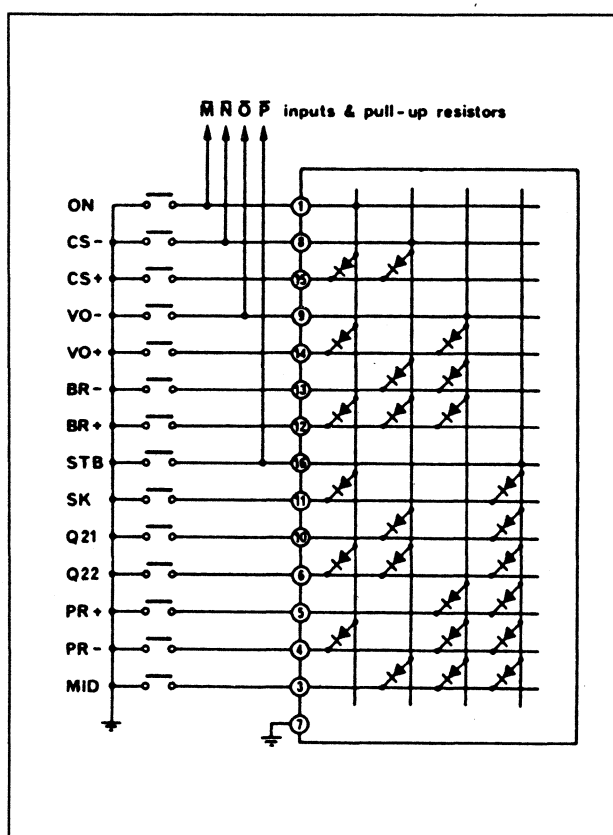 M̅ N̅ O̅ P̅ inputs & pull-up resistors
ON 1
CS- 8
CS+ 15
VO- 9
VO+ 14
BR- 13
BR+ 12
STB 16
SK 11
Q21 10
Q22 6
PR+ 5
PR- 4
MID 3
7